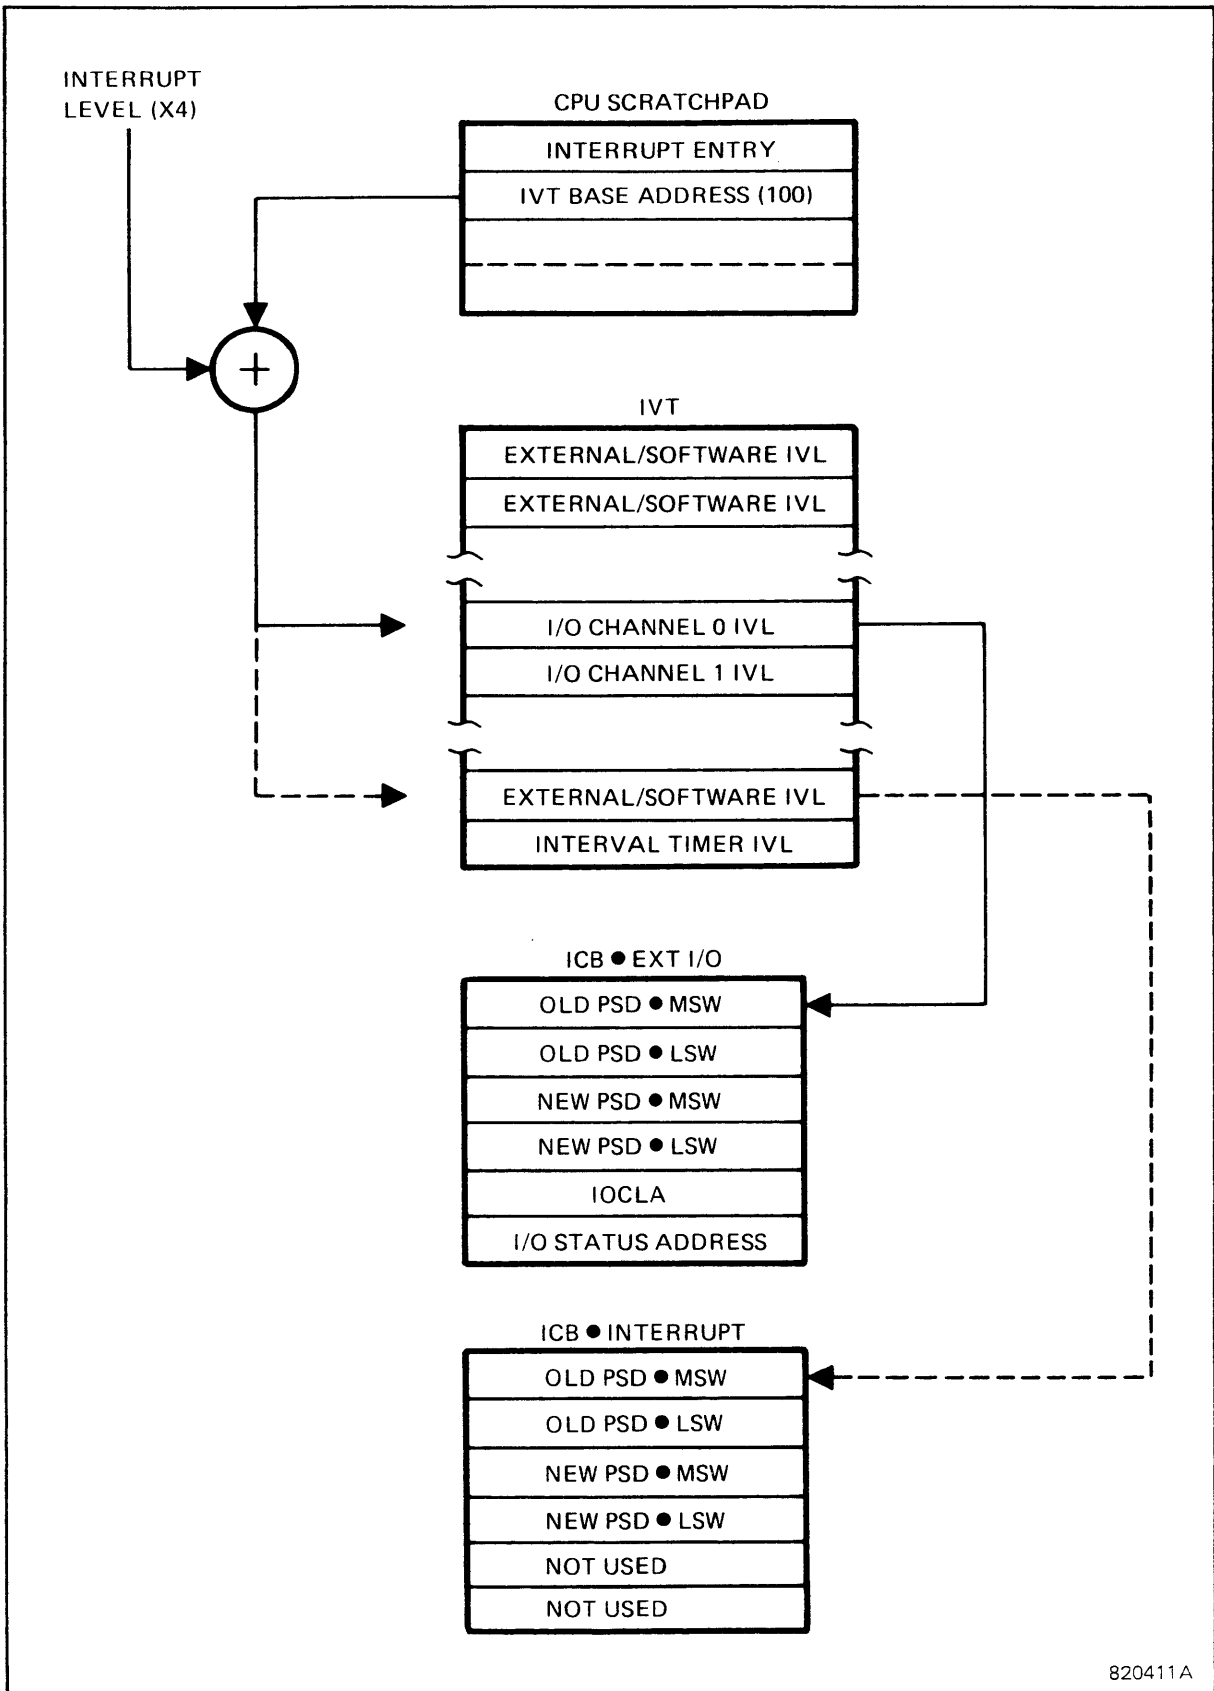 INTERRUPT
LEVEL (X4)
CPU SCRATCHPAD
INTERRUPT ENTRY
IVT BASE ADDRESS (100)
+
IVT
EXTERNAL/SOFTWARE IVL
EXTERNAL/SOFTWARE IVL
I/O CHANNEL 0 IVL
I/O CHANNEL 1 IVL
EXTERNAL/SOFTWARE IVL
INTERVAL TIMER IVL
ICB ● EXT I/O
OLD PSD ● MSW
OLD PSD ● LSW
NEW PSD ● MSW
NEW PSD ● LSW
IOCLA
I/O STATUS ADDRESS
ICB ● INTERRUPT
OLD PSD ● MSW
OLD PSD ● LSW
NEW PSD ● MSW
NEW PSD ● LSW
NOT USED
NOT USED
820411A